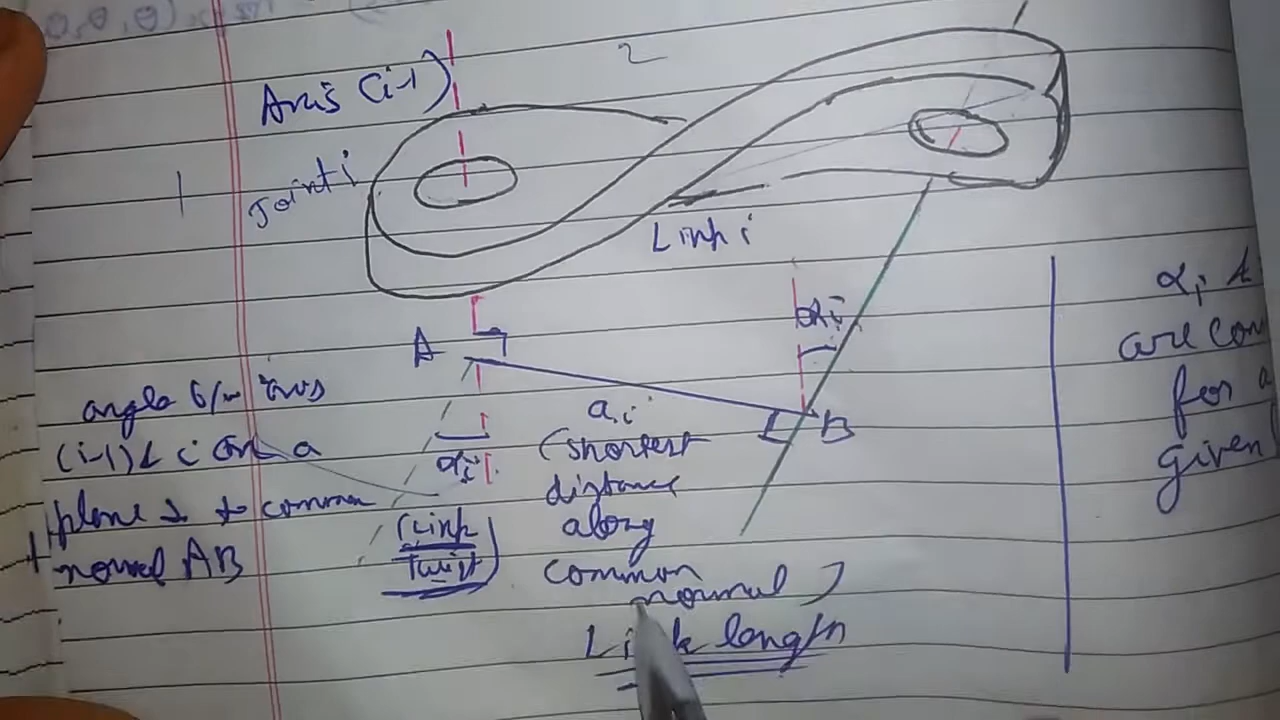 2
Axis (i-1)
Joint i
Link i
αi
A
B
ai
(shortest
distance
along
common
normal)
Link length
αi
(Link
Twist)
angle b/w axis
(i-1) & i on a
plane ⊥ to common
normal AB
αi &
are con
for a
given